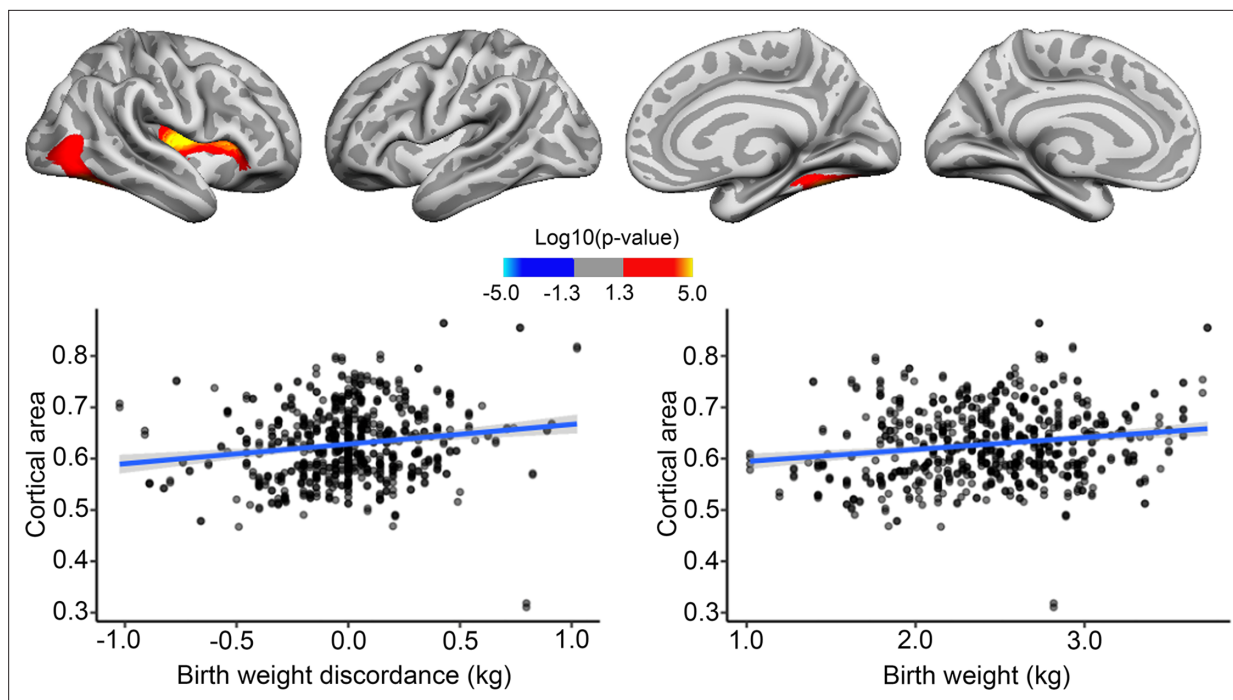 Log10(p-value)
-5.0 -1.3 1.3 5.0
Cortical area
0.8
0.7
0.6
0.5
0.4
0.3
-1.0 -0.5 0.0 0.5 1.0
Birth weight discordance (kg)
Cortical area
0.8
0.7
0.6
0.5
0.4
0.3
1.0 2.0 3.0
Birth weight (kg)